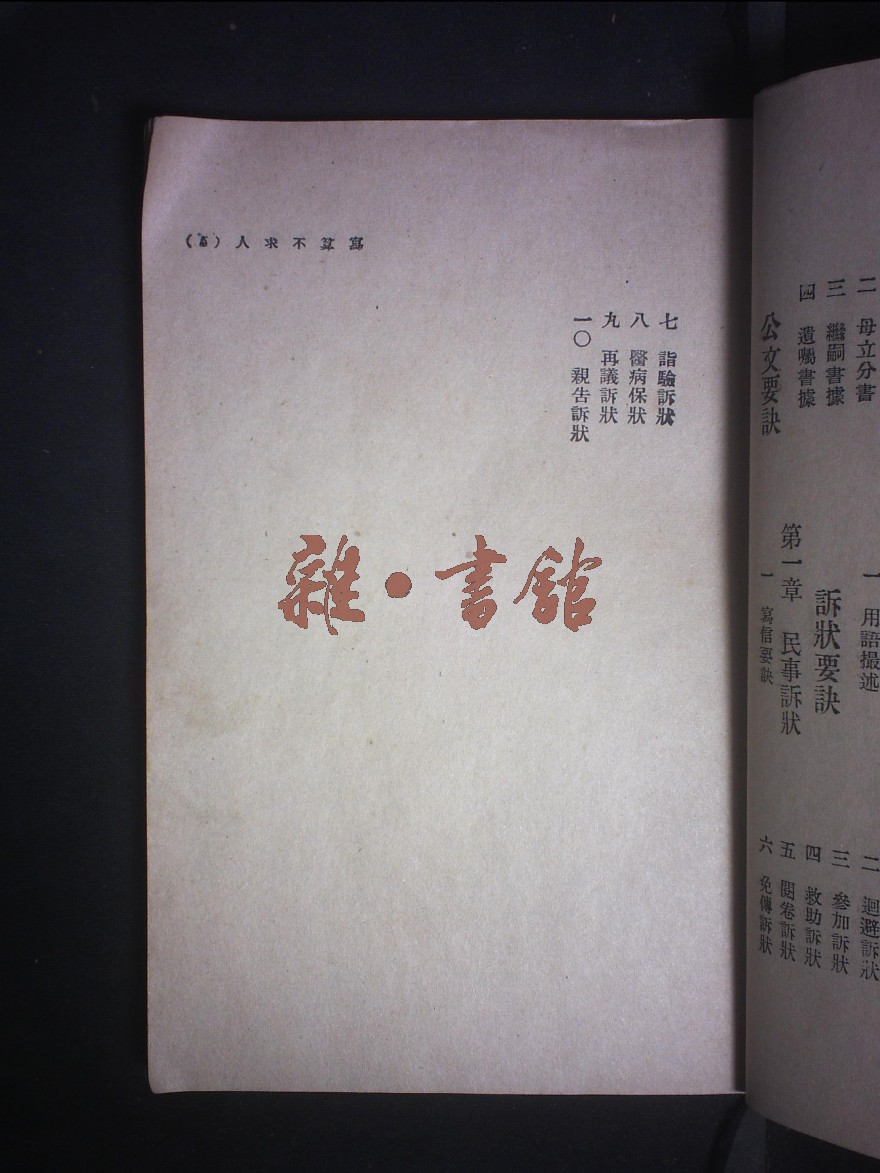 二 母立分書
三 繼嗣書據
四 遺囑書據
公文要訣
一 用語撮述
訴狀要訣
第一章 民事訴狀
一 寫信要訣
二 迴避訴狀
三 參加訴狀
四 救助訴狀
五 閱卷訴狀
六 免傳訴狀
寫算不求人
七 詣驗訴狀
八 醫病保狀
九 再議訴狀
一〇 親告訴狀
雜・書館